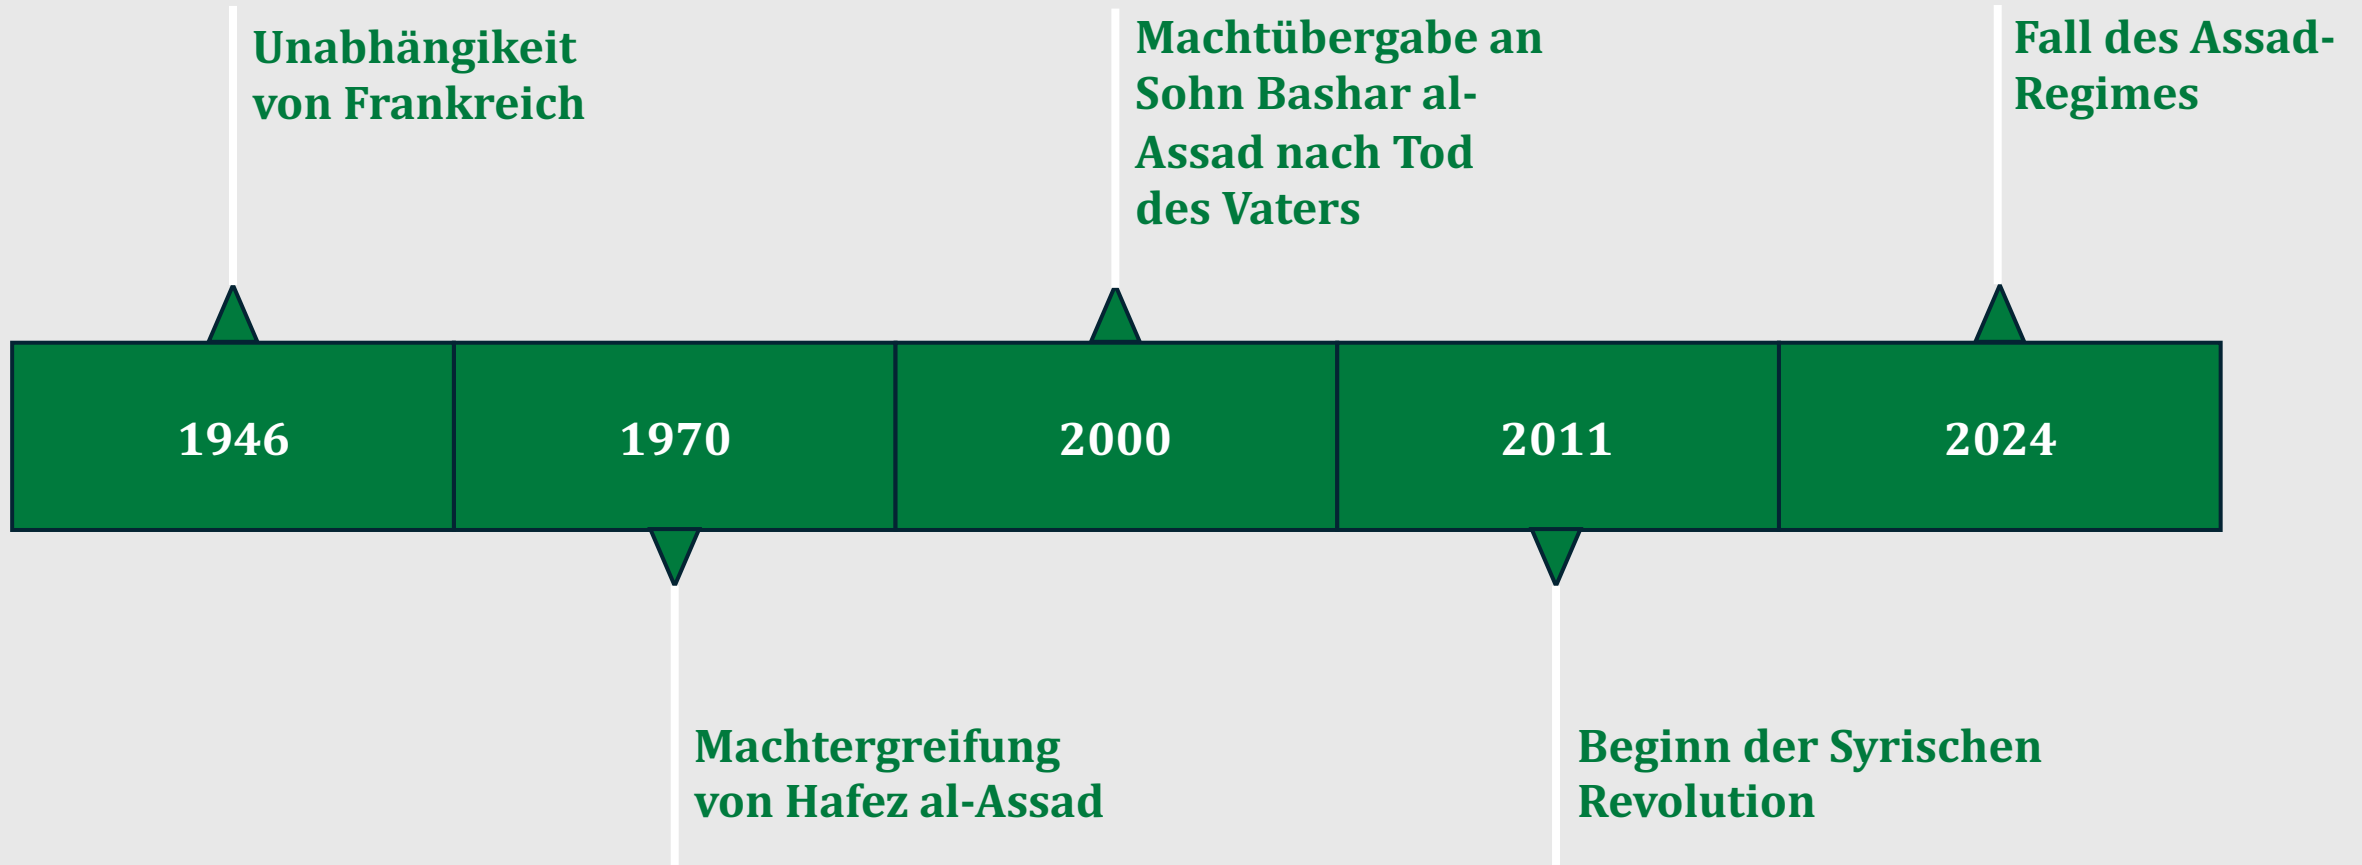 Unabhängikeit
von Frankreich
Machtübergabe an
Sohn Bashar al-
Assad nach Tod
des Vaters
Fall des Assad-
Regimes
1946
1970
2000
2011
2024
Machtergreifung
von Hafez al-Assad
Beginn der Syrischen
Revolution